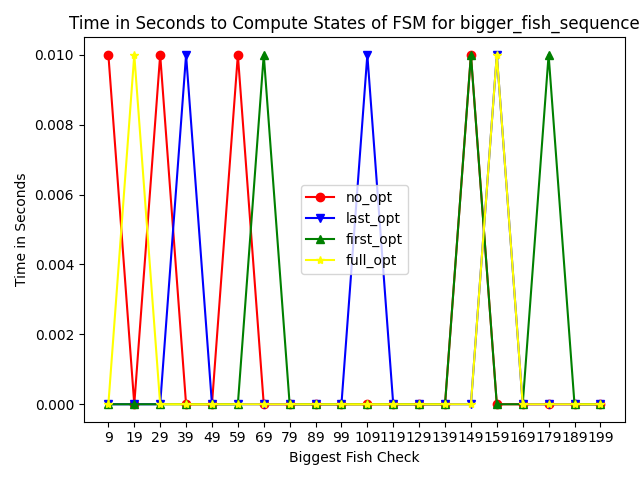 Time in Seconds to Compute States of FSM for bigger_fish_sequence
0.010
0.008
0.006
0.004
0.002
0.000
Time in Seconds
no_opt
last_opt
first_opt
full_opt
9 19 29 39 49 59 69 79 89 99 109 119 129 139 149 159 169 179 189 199
Biggest Fish Check